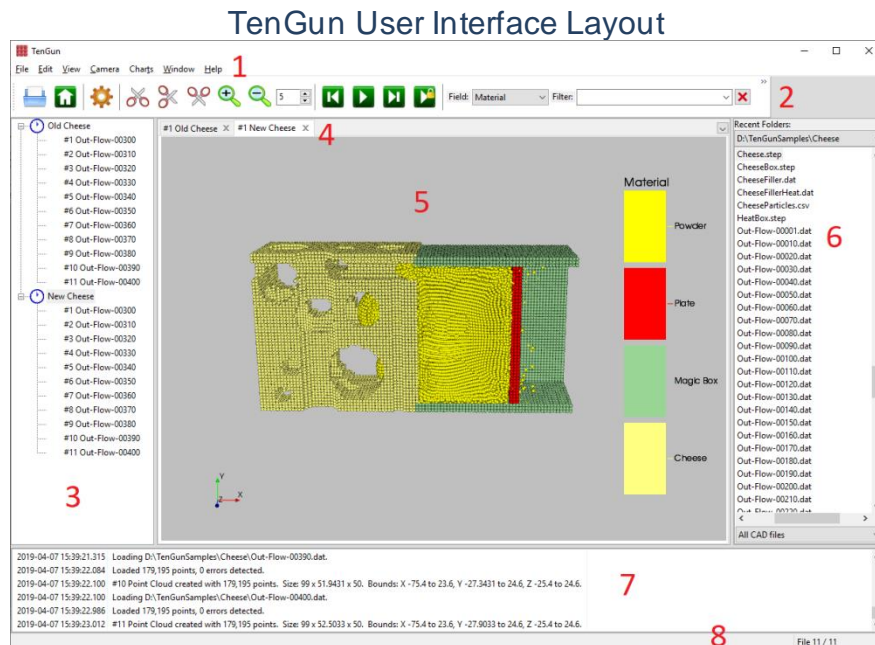 TenGun User Interface Layout
TenGun
File Edit View Camera Charts Window Help
1
5
Field: Material Filter:
»
2
Old Cheese
#1 Out-Flow-00300
#2 Out-Flow-00310
#3 Out-Flow-00320
#4 Out-Flow-00330
#5 Out-Flow-00340
#6 Out-Flow-00350
#7 Out-Flow-00360
#8 Out-Flow-00370
#9 Out-Flow-00380
#10 Out-Flow-00390
#11 Out-Flow-00400
New Cheese
#1 Out-Flow-00300
#2 Out-Flow-00310
#3 Out-Flow-00320
#4 Out-Flow-00330
#5 Out-Flow-00340
#6 Out-Flow-00350
#7 Out-Flow-00360
#8 Out-Flow-00370
#9 Out-Flow-00380
#10 Out-Flow-00390
#11 Out-Flow-00400
3
#1 Old Cheese X #1 New Cheese X
4
5
Material
Powder
Plate
Magic Box
Cheese
Y
Z X
Recent Folders:
D:\TenGunSamples\Cheese
Cheese.step
CheeseBox.step
CheeseFiller.dat
CheeseFillerHeat.dat
CheeseParticles.csv
HeatBox.step
Out-Flow-00001.dat
6
Out-Flow-00010.dat
Out-Flow-00020.dat
Out-Flow-00030.dat
Out-Flow-00040.dat
Out-Flow-00050.dat
Out-Flow-00060.dat
Out-Flow-00070.dat
Out-Flow-00080.dat
Out-Flow-00090.dat
Out-Flow-00100.dat
Out-Flow-00110.dat
Out-Flow-00120.dat
Out-Flow-00130.dat
Out-Flow-00140.dat
Out-Flow-00150.dat
Out-Flow-00160.dat
Out-Flow-00170.dat
Out-Flow-00180.dat
Out-Flow-00190.dat
Out-Flow-00200.dat
Out-Flow-00210.dat
Out-Flow-00220.dat
All CAD files
2019-04-07 15:39:21.315 Loading D:\TenGunSamples\Cheese\Out-Flow-00390.dat.
2019-04-07 15:39:22.084 Loaded 179,195 points, 0 errors detected.
2019-04-07 15:39:22.100 #10 Point Cloud created with 179,195 points. Size: 99 x 51.9431 x 50. Bounds: X -75.4 to 23.6, Y -27.3431 to 24.6, Z -25.4 to 24.6.
2019-04-07 15:39:22.100 Loading D:\TenGunSamples\Cheese\Out-Flow-00400.dat.
2019-04-07 15:39:22.986 Loaded 179,195 points, 0 errors detected.
2019-04-07 15:39:23.012 #11 Point Cloud created with 179,195 points. Size: 99 x 52.5033 x 50. Bounds: X -75.4 to 23.6, Y -27.9033 to 24.6, Z -25.4 to 24.6.
7
8
File 11 / 11